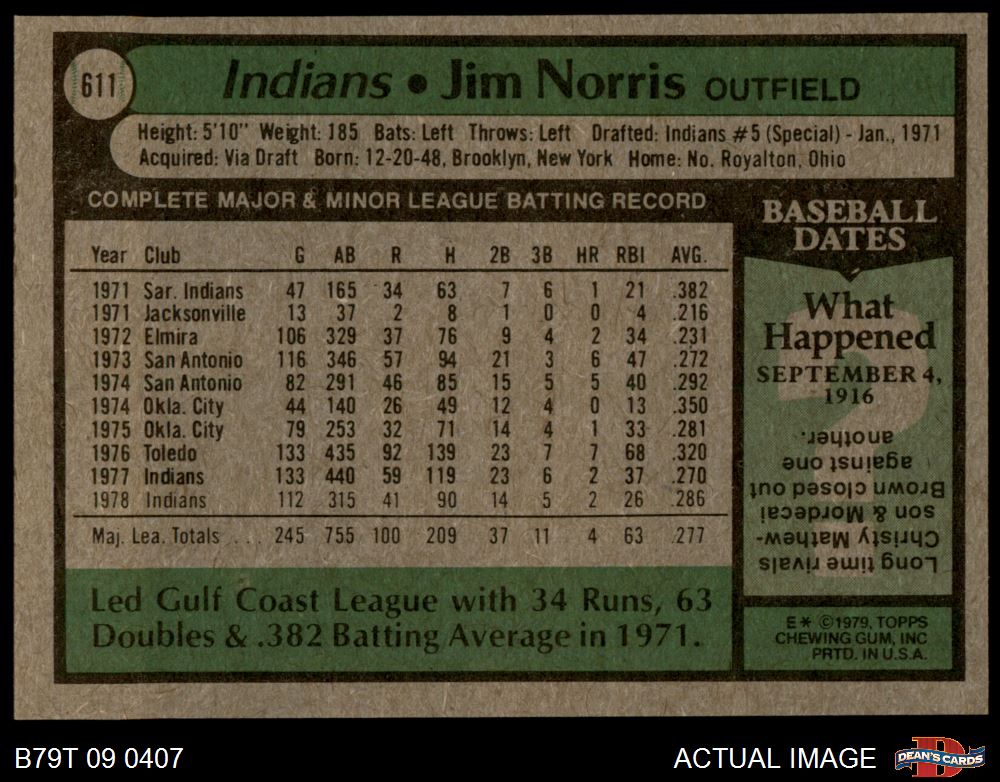 611
Indians • Jim Norris OUTFIELD
Height: 5'10" Weight: 185 Bats: Left Throws: Left Drafted: Indians #5 (Special) - Jan., 1971
Acquired: Via Draft Born: 12-20-48, Brooklyn, New York Home: No. Royalton, Ohio
COMPLETE MAJOR & MINOR LEAGUE BATTING RECORD
Year Club G AB R H 2B 3B HR RBI AVG.
1971 Sar. Indians 47 165 34 63 7 6 1 21 .382
1971 Jacksonville 13 37 2 8 1 0 0 4 .216
1972 Elmira 106 329 37 76 9 4 2 34 .231
1973 San Antonio 116 346 57 94 21 3 6 47 .272
1974 San Antonio 82 291 46 85 15 5 5 40 .292
1974 Okla. City 44 140 26 49 12 4 0 13 .350
1975 Okla. City 79 253 32 71 14 4 1 33 .281
1976 Toledo 133 435 92 139 23 7 7 68 .320
1977 Indians 133 440 59 119 23 6 2 37 .270
1978 Indians 112 315 41 90 14 5 2 26 .286
Maj. Lea. Totals . . . 245 755 100 209 37 11 4 63 .277
Led Gulf Coast League with 34 Runs, 63
Doubles & .382 Batting Average in 1971.
BASEBALL
DATES
What
Happened
SEPTEMBER 4,
1916
Long time rivals
Christy Mathew-
son & Mordecai
Brown closed out
against one
another.
E* ©1979, TOPPS
CHEWING GUM, INC
PRTD. IN U.S.A.
B79T 09 0407
ACTUAL IMAGE
D
DEAN'S CARDS